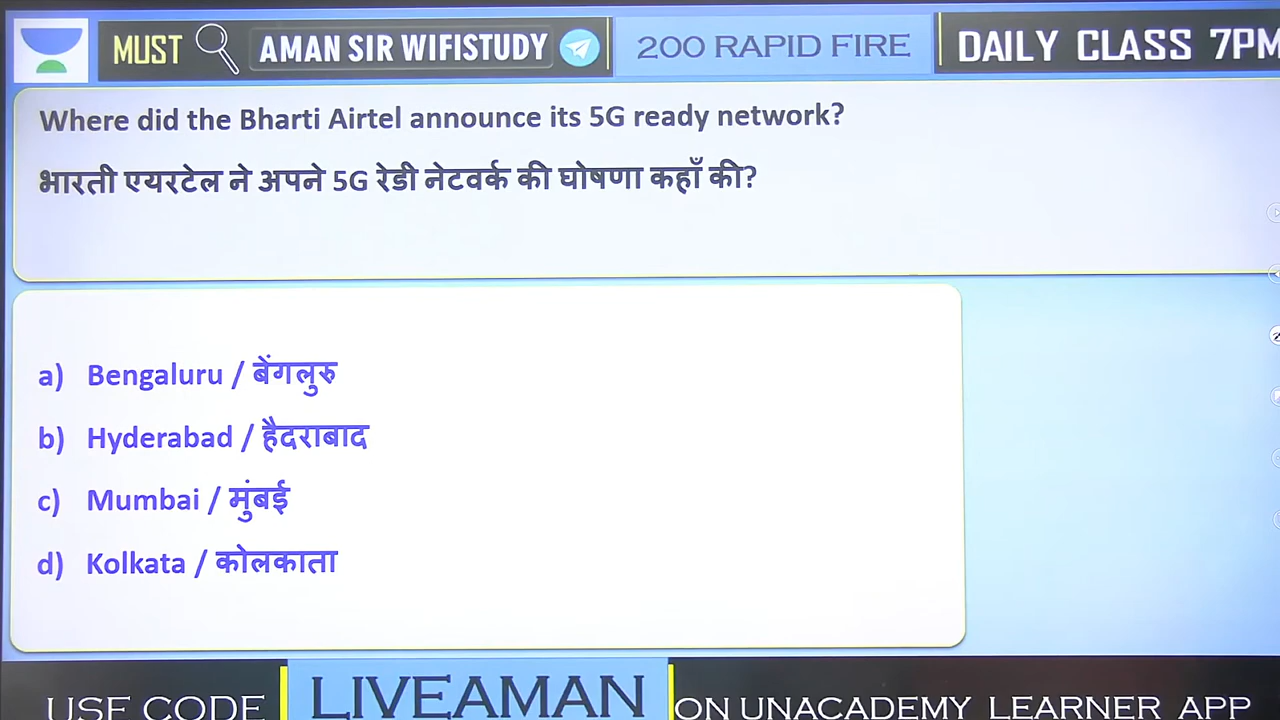 MUST AMAN SIR WIFISTUDY 200 RAPID FIRE DAILY CLASS 7PM
Where did the Bharti Airtel announce its 5G ready network?
भारती एयरटेल ने अपने 5G रेडी नेटवर्क की घोषणा कहाँ की?
a) Bengaluru / बेंगलुरु
b) Hyderabad / हैदराबाद
c) Mumbai / मुंबई
d) Kolkata / कोलकाता
USE CODE LIVEAMAN ON UNACADEMY LEARNER APP